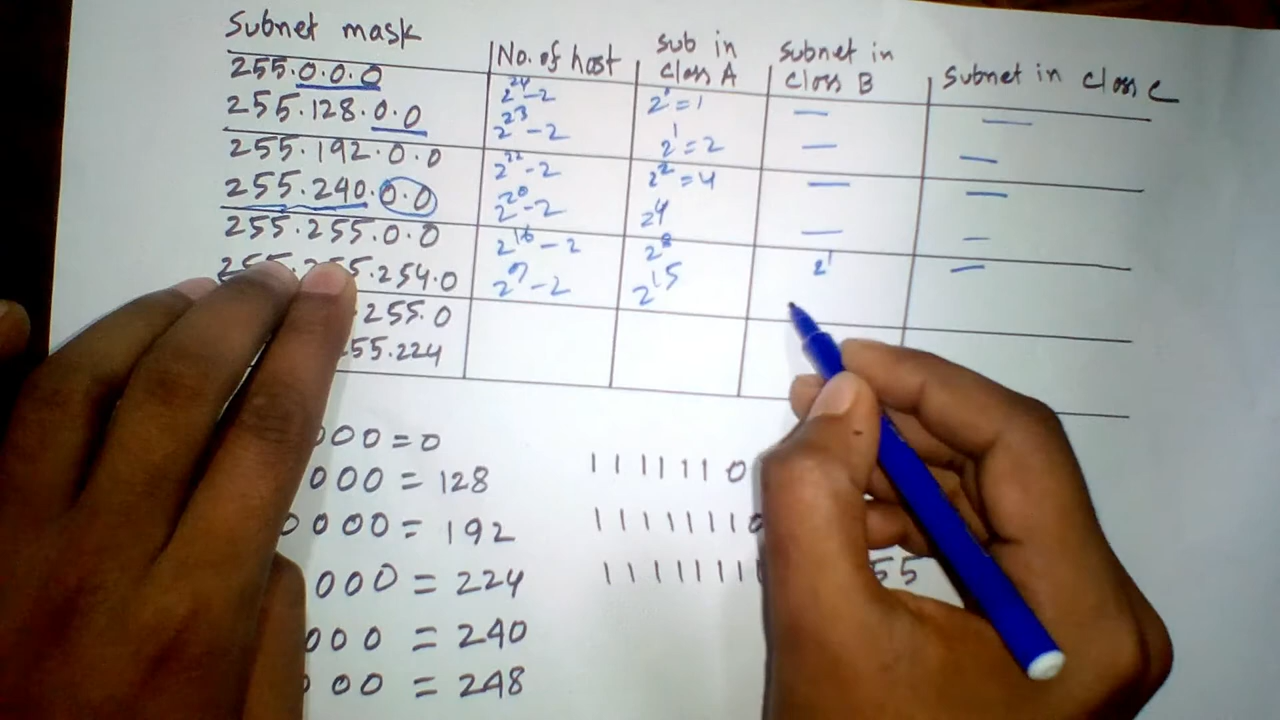 Subnet mask | No. of host | Sub in class A | Subnet in Class B | Subnet in Class C
255.0.0.0 | 2^24-2 | 2^0=1 | — | —
255.128.0.0 | 2^23-2 | 2^1=2 | — | —
255.192.0.0 | 2^22-2 | 2^2=4 | — | —
255.240.0.0 | 2^20-2 | 2^4 | — | —
255.255.0.0 | 2^16-2 | 2^8 | | —
255.255.254.0 | 2^9-2 | 2^15 | 2^1 | —
255.0
55.224
000=0
000=128 111110
0000=192 11111110
000=224 11111111 55
000=240
00=248